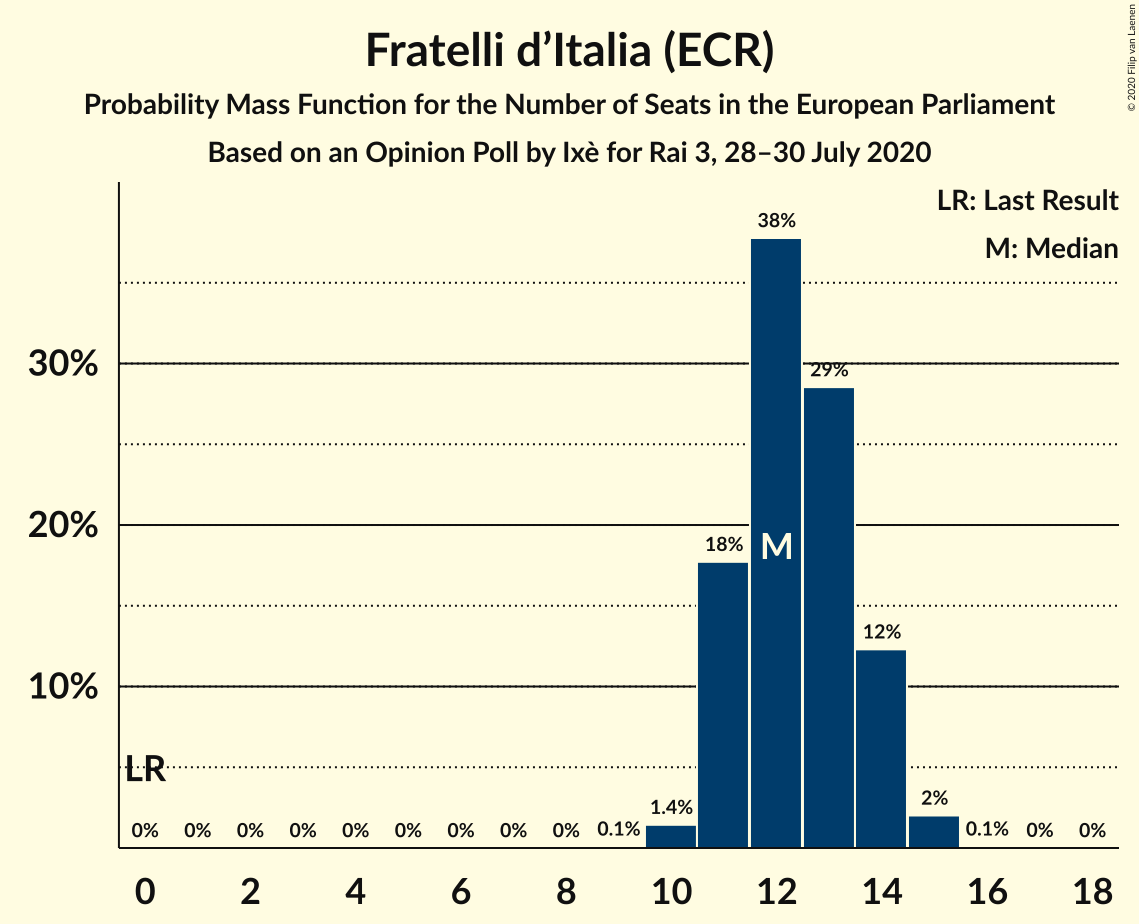 Fratelli d’Italia (ECR)
Probability Mass Function for the Number of Seats in the European Parliament
Based on an Opinion Poll by Ixè for Rai 3, 28–30 July 2020
© 2020 Filip van Laenen
LR: Last Result
M: Median
38%
30%
29%
20%
18%
M
12%
10%
LR
0% 0% 0% 0% 0% 0% 0% 0% 0% 0.1% 1.4% 2% 0.1% 0% 0%
0 2 4 6 8 10 12 14 16 18